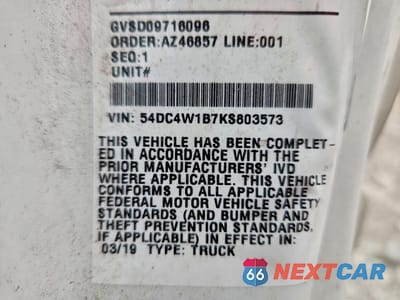 GVSD09716096
ORDER:AZ46857 LINE:001
SEQ:1
UNIT#
VIN: 54DC4W1B7KS803573
THIS VEHICLE HAS BEEN COMPLET-
ED IN ACCORDANCE WITH THE
PRIOR MANUFACTURERS' IVD
WHERE APPLICABLE. THIS VEHICLE
CONFORMS TO ALL APPLICABLE
FEDERAL MOTOR VEHICLE SAFETY
STANDARDS (AND BUMPER AND
THEFT PREVENTION STANDARDS,
IF APPLICABLE) IN EFFECT IN:
03/19 TYPE: TRUCK
66 NEXTCAR